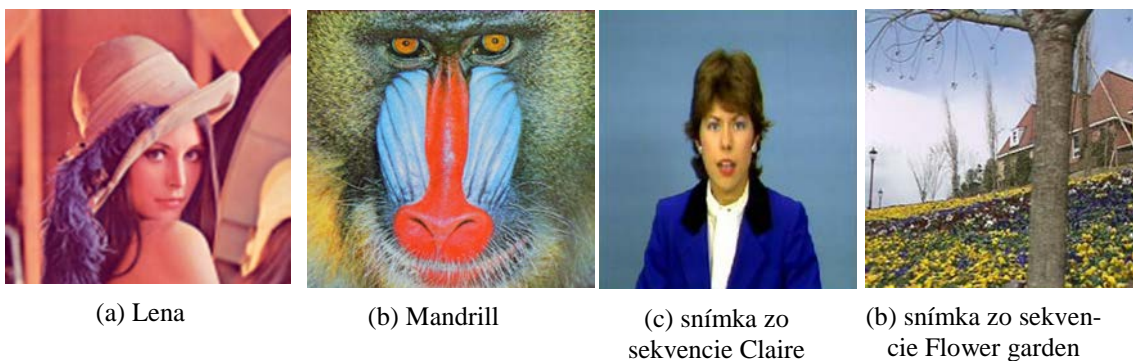 (a) Lena
(b) Mandrill
(c) snímka zo
sekvencie Claire
(b) snímka zo sekven-
cie Flower garden